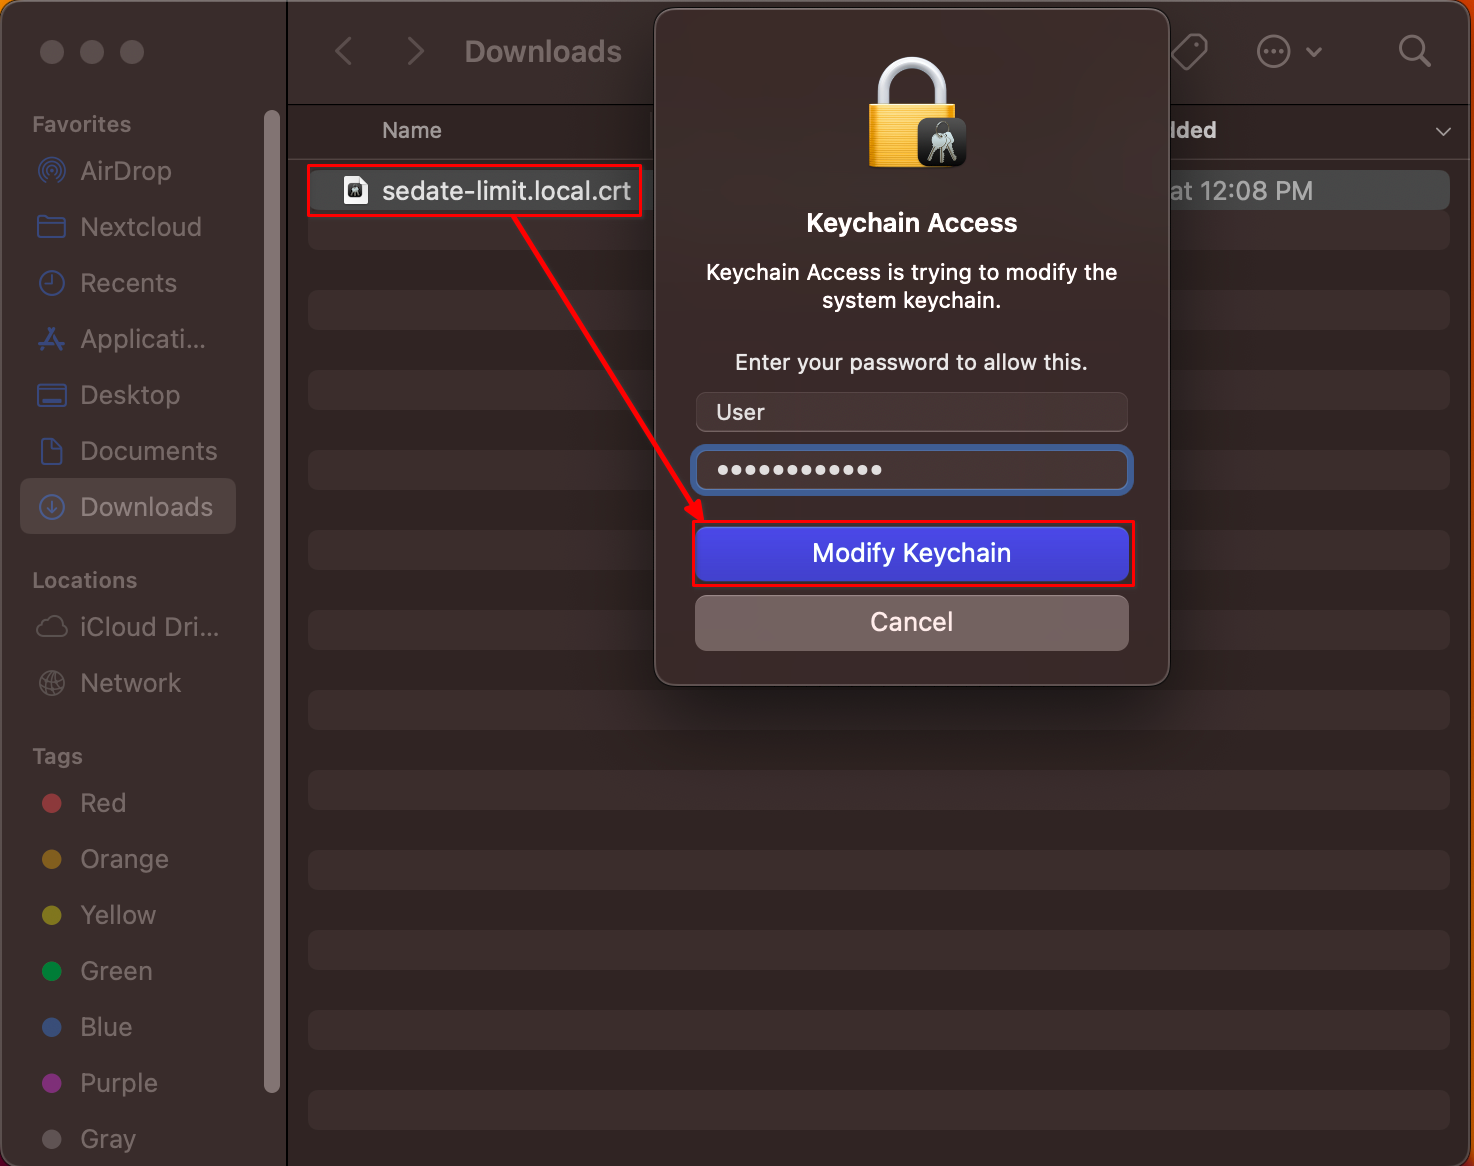 Favorites
AirDrop
Nextcloud
Recents
Applicati...
Desktop
Documents
Downloads
Locations
iCloud Dri...
Network
Tags
Red
Orange
Yellow
Green
Blue
Purple
Gray
Downloads
Name
dded
sedate-limit.local.crt
at 12:08 PM
Keychain Access
Keychain Access is trying to modify the
system keychain.
Enter your password to allow this.
User
●●●●●●●●●●●●
Modify Keychain
Cancel